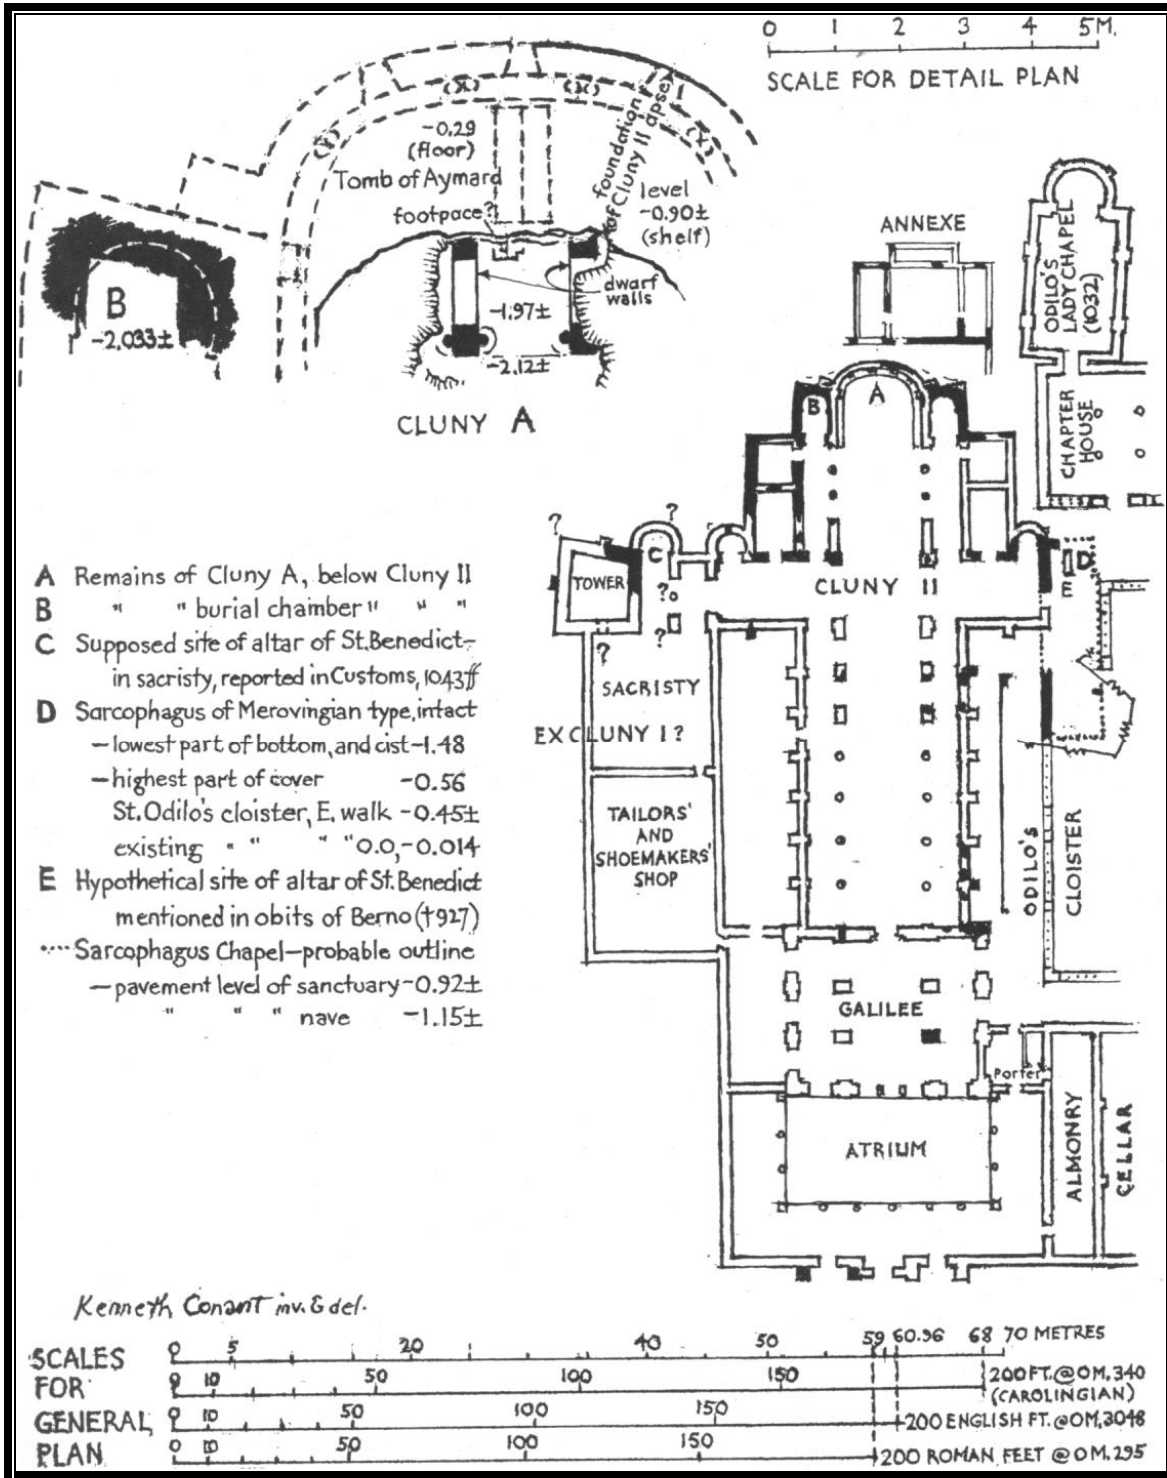 0 1 2 3 4 5M.
SCALE FOR DETAIL PLAN
-0.29
(floor)
Tomb of Aymard
footpace?
foundation
of Cluny II apse
level
-0.90±
(shelf)
dwarf
walls
-1.97±
-2.12±
B
-2.033±
CLUNY A
ANNEXE
ODILO'S
LADY CHAPEL
(1032)
CHAPTER
HOUSE
B
A
?
?
C
TOWER
?
?
?
CLUNY II
D
E
SACRISTY
EX CLUNY I?
TAILORS'
AND
SHOEMAKERS'
SHOP
ODILO'S
CLOISTER
GALILEE
Porter
ATRIUM
ALMONRY
CELLAR
A Remains of Cluny A, below Cluny II
B " " burial chamber " " "
C Supposed site of altar of St. Benedict-
in sacristy, reported in Customs, 1043ff
D Sarcophagus of Merovingian type, intact
—lowest part of bottom, and cist -1.48
—highest part of cover -0.56
St. Odilo's cloister, E. walk -0.45±
existing " " " " 0.0,-0.014
E Hypothetical site of altar of St. Benedict
mentioned in obits of Berno (†927)
···· Sarcophagus Chapel—probable outline
—pavement level of sanctuary -0.92±
" " " nave -1.15±
Kenneth Conant inv. & del.
SCALES
FOR
GENERAL
PLAN
0 5 20 40 50 59 60.96 68 70 METRES
0 10 50 100 150 200 FT. @ 0M.340
(CAROLINGIAN)
0 10 50 100 150 200 ENGLISH FT. @ 0M.3048
0 10 50 100 150 200 ROMAN FEET @ 0M.295